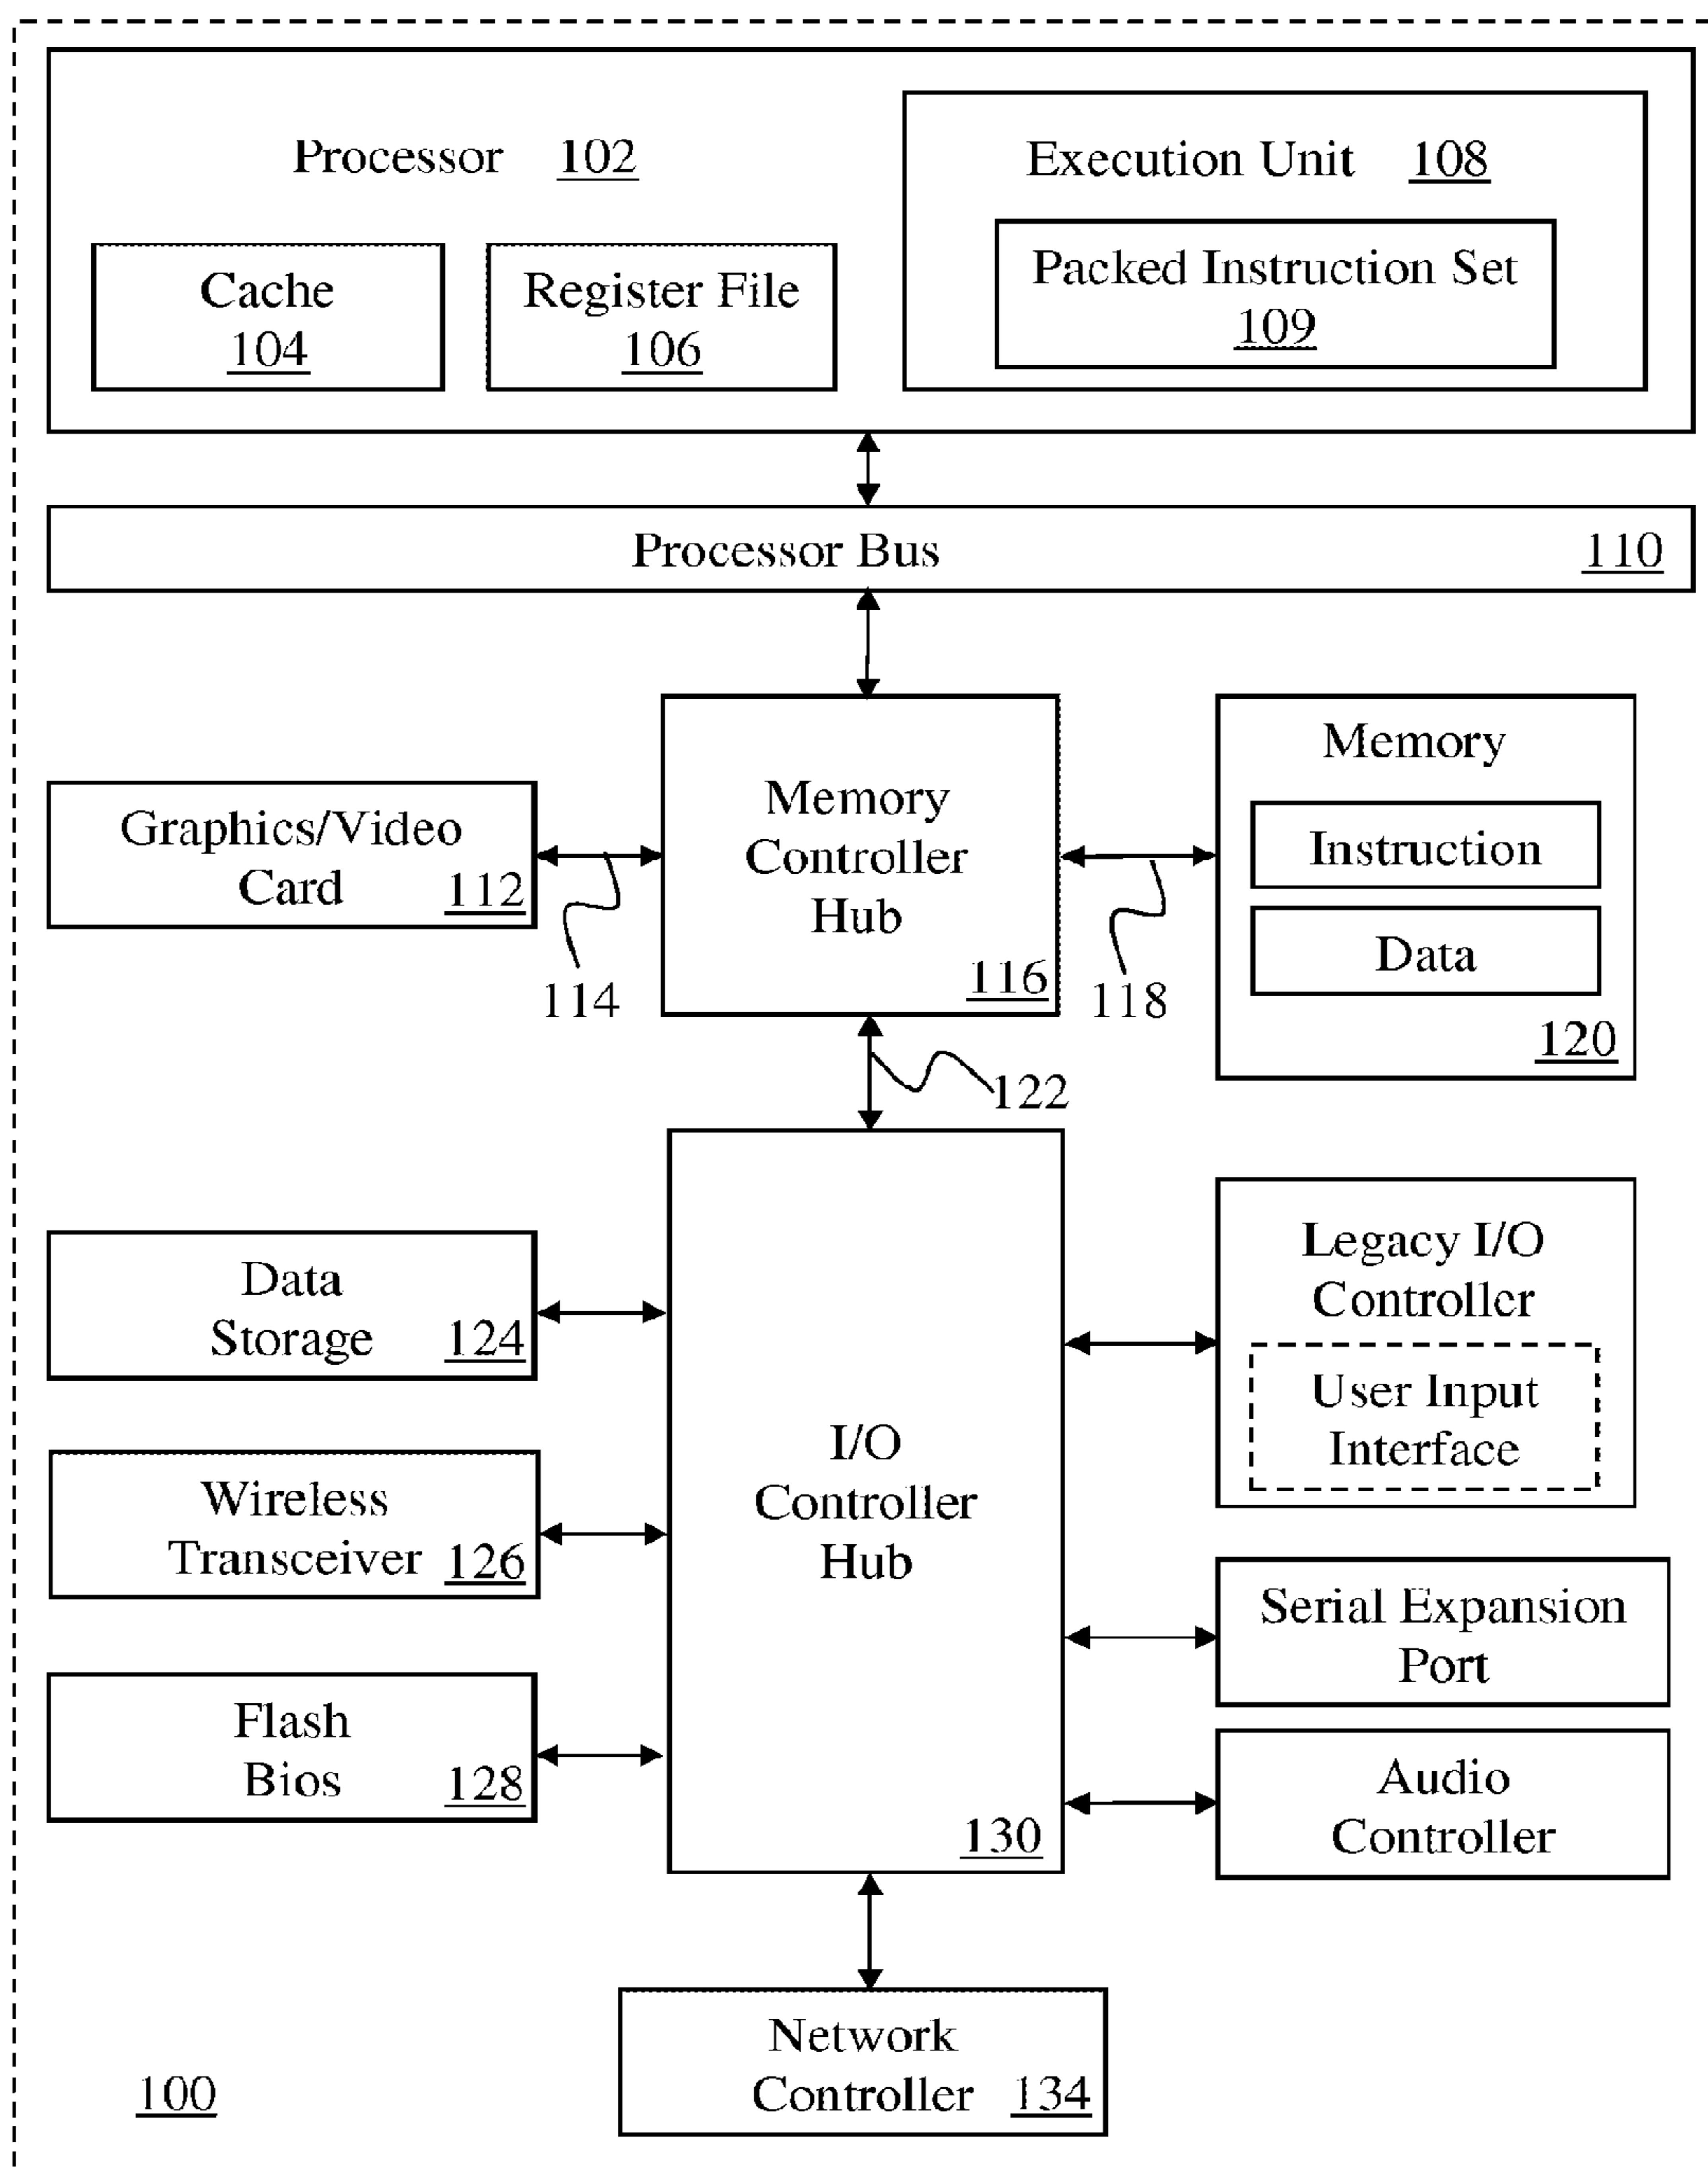 Processor 102
Execution Unit 108
Packed Instruction Set
109
Cache
104
Register File
106
Processor Bus 110
Graphics/Video
Card 112
114
Memory
Controller
Hub
116
118
Memory
Instruction
Data
120
122
Data
Storage 124
Wireless
Transceiver 126
Flash
Bios 128
I/O
Controller
Hub
130
Legacy I/O
Controller
User Input
Interface
Serial Expansion
Port
Audio
Controller
Network
Controller 134
100